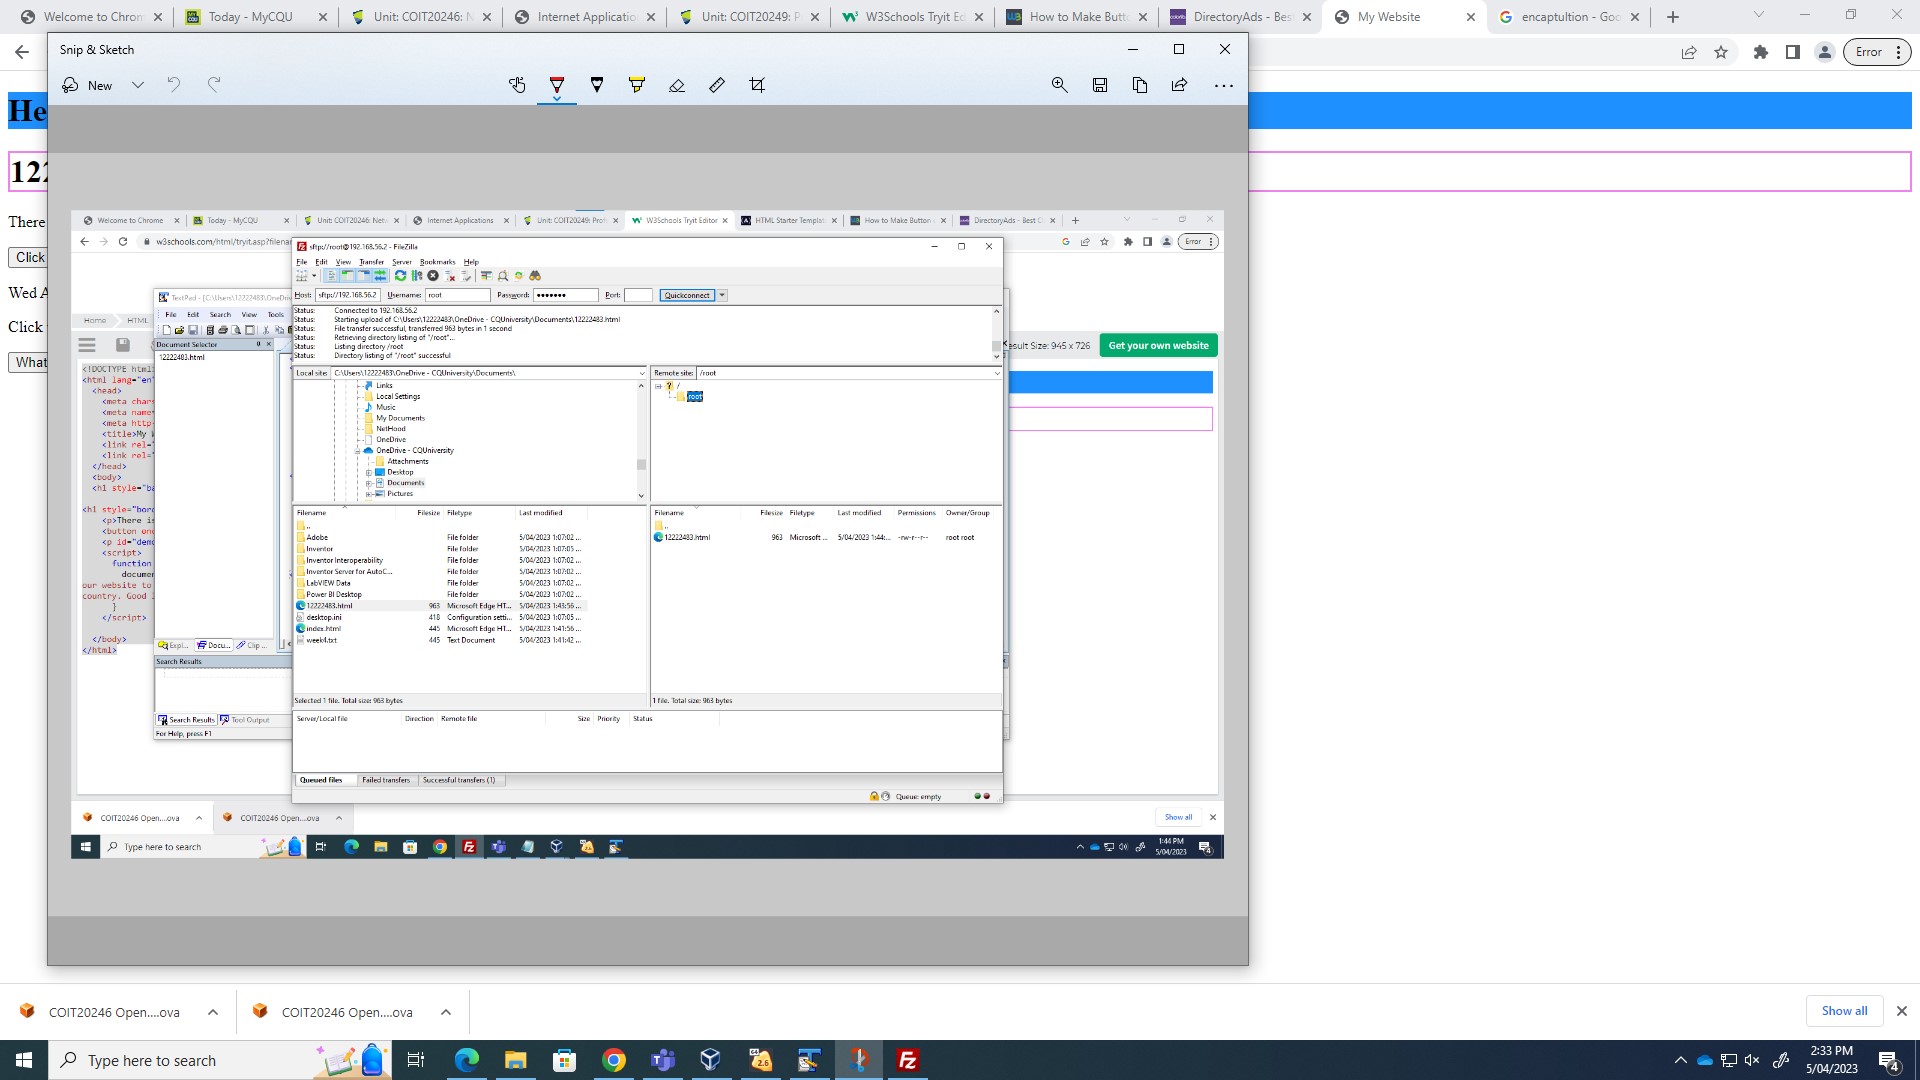 Welcome to Chrom
Today - MyCQU
Unit: COIT20246: N
Internet Applicatio
Unit: COIT20249: P
W3Schools Tryit Ed
How to Make Butt
DirectoryAds - Bes
My Website
encaptultion - Goo
Error
Snip & Sketch
New
He
122
There
Click
Wed A
Click
What
Welcome to Chrome
Today - MyCQU
Unit: COIT20246: Net
Internet Applications
Unit: COIT20249: Prof
W3Schools Tryit Editor
HTML Starter Templat
How to Make Button
DirectoryAds - Best C
w3schools.com/html/tryit.asp?filenan
Error
sftp://root@192.168.56.2 - FileZilla
File Edit View Transfer Server Bookmarks Help
Host: sftp://192.168.56.2 Username: root Password: ••••••• Port: Quickconnect
Status: Connected to 192.168.56.2
Status: Starting upload of C:\Users\12222483\OneDrive - CQUniversity\Documents\12222483.html
Status: File transfer successful, transferred 963 bytes in 1 second
Status: Retrieving directory listing of "/root"...
Status: Listing directory /root
Status: Directory listing of "/root" successful
Local site: C:\Users\12222483\OneDrive - CQUniversity\Documents\
Remote site: /root
Links
Local Settings
Music
My Documents
NetHood
OneDrive
OneDrive - CQUniversity
Attachments
Desktop
Documents
Pictures
/
root
Filename Filesize Filetype Last modified
..
Adobe File folder 5/04/2023 1:07:02 ...
Inventor File folder 5/04/2023 1:07:05 ...
Inventor Interoperability File folder 5/04/2023 1:07:02 ...
Inventor Server for AutoC... File folder 5/04/2023 1:07:02 ...
LabVIEW Data File folder 5/04/2023 1:07:02 ...
Power BI Desktop File folder 5/04/2023 1:07:02 ...
12222483.html 963 Microsoft Edge HT... 5/04/2023 1:43:56 ...
desktop.ini 418 Configuration setti... 5/04/2023 1:07:05 ...
index.html 445 Microsoft Edge HT... 5/04/2023 1:41:56 ...
week4.txt 445 Text Document 5/04/2023 1:41:42 ...
Selected 1 file. Total size: 963 bytes
Filename Filesize Filetype Last modified Permissions Owner/Group
..
12222483.html 963 Microsoft ... 5/04/2023 1:44:... -rw-r--r-- root root
1 file. Total size: 963 bytes
Server/Local file Direction Remote file Size Priority Status
Queued files Failed transfers Successful transfers (1)
Queue: empty
TextPad - [C:\Users\12222483\OneDriv
File Edit Search View Tools
Document Selector
12222483.html
Expl... Docu... Clip ...
Search Results
Search Results Tool Output
For Help, press F1
Home HTML
<!DOCTYPE html>
<html lang="en"
<head>
<meta char
<meta name
<meta http-
<title>My W
<link rel="
<link rel="
</head>
<body>
<h1 style="ba
<h1 style="bord
<p>There is
<button on
<p id="demo
<script>
function
docume
our website to
country. Good
}
</script>
</body>
</html>
esult Size: 945 x 726
Get your own website
COIT20246 Open....ova
COIT20246 Open....ova
Show all
Type here to search
1:44 PM
5/04/2023
4
COIT20246 Open....ova
COIT20246 Open....ova
Show all
Type here to search
2:33 PM
5/04/2023
4